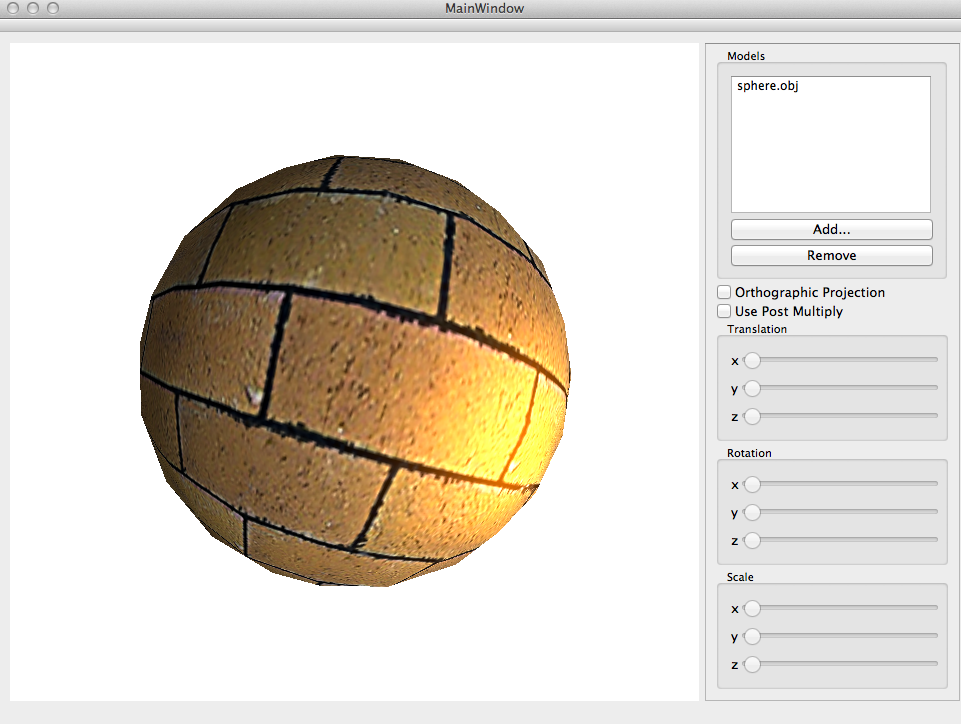 MainWindow
Models
sphere.obj
Add...
Remove
Orthographic Projection
Use Post Multiply
Translation
x
y
z
Rotation
x
y
z
Scale
x
y
z